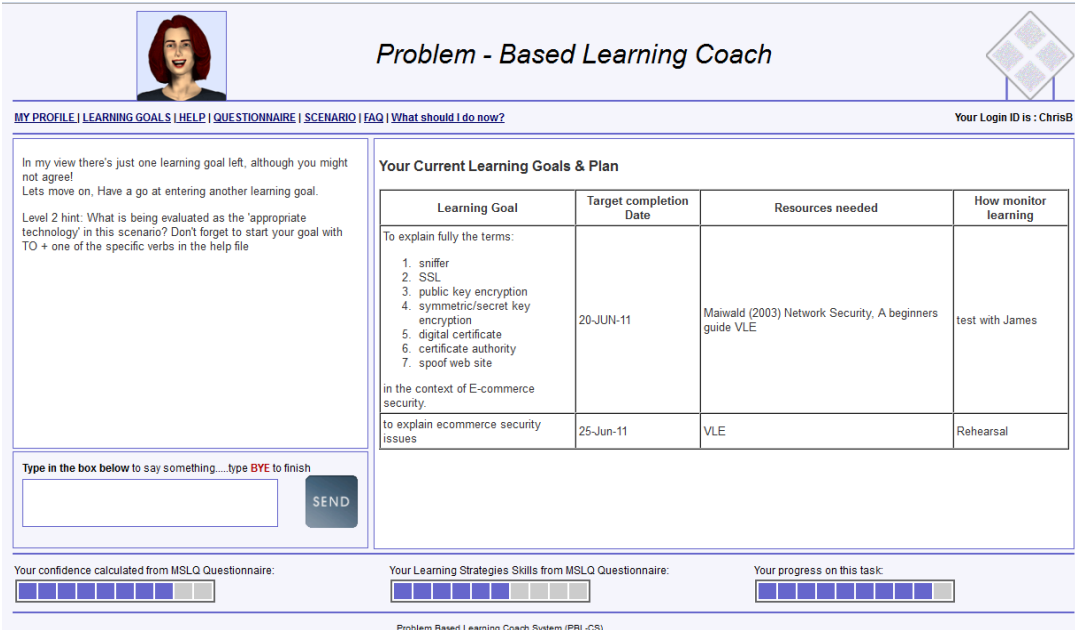 Problem - Based Learning Coach
MY PROFILE | LEARNING GOALS | HELP | QUESTIONNAIRE | SCENARIO | FAQ | What should I do now?
Your Login ID is : ChrisB
In my view there's just one learning goal left, although you might
not agree!
Lets move on, Have a go at entering another learning goal.
Level 2 hint: What is being evaluated as the 'appropriate
technology' in this scenario? Don't forget to start your goal with
TO + one of the specific verbs in the help file
Type in the box below to say something.....type BYE to finish
SEND
Your Current Learning Goals & Plan
Learning Goal
Target completion
Date
Resources needed
How monitor
learning
To explain fully the terms:
1. sniffer
2. SSL
3. public key encryption
4. symmetric/secret key
encryption
5. digital certificate
6. certificate authority
7. spoof web site
in the context of E-commerce
security.
20-JUN-11
Maiwald (2003) Network Security, A beginners
guide VLE
test with James
to explain ecommerce security
issues
25-Jun-11
VLE
Rehearsal
Your confidence calculated from MSLQ Questionnaire:
Your Learning Strategies Skills from MSLQ Questionnaire:
Your progress on this task:
Problem Based Learning Coach System (PBL-CS)